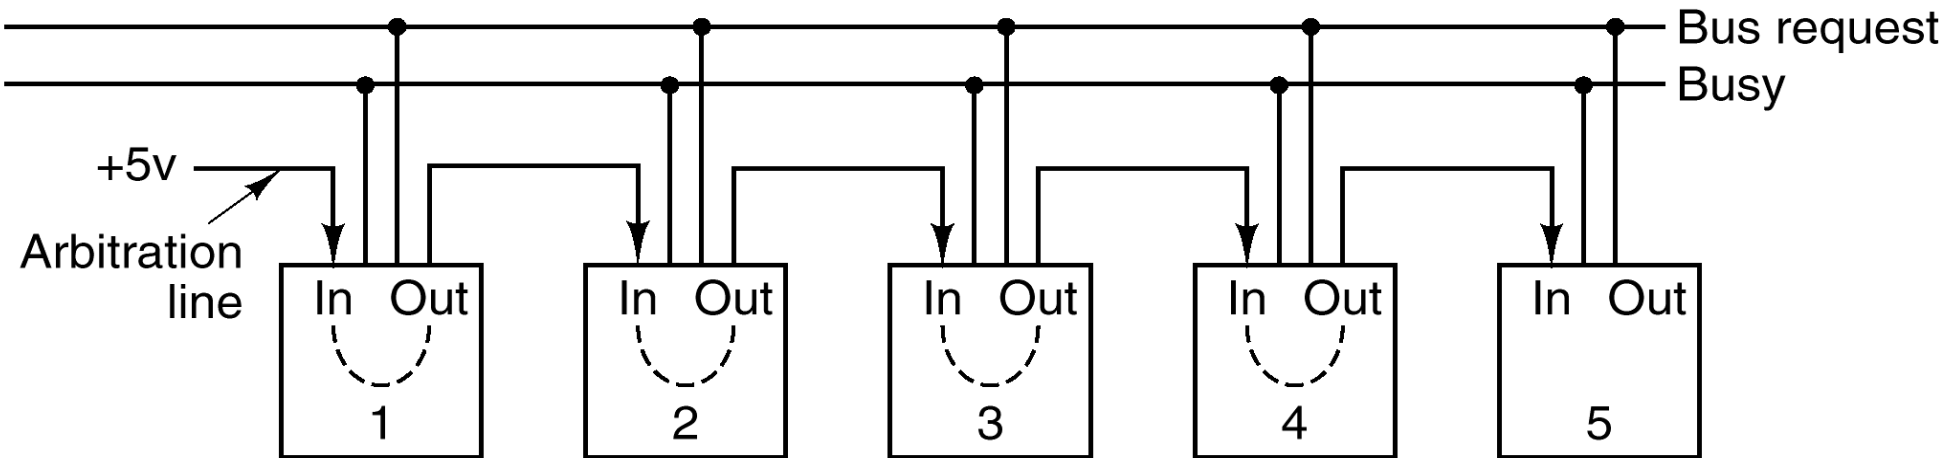 Bus request
Busy
+5v
Arbitration
line
In Out In Out In Out In Out In Out
1 2 3 4 5